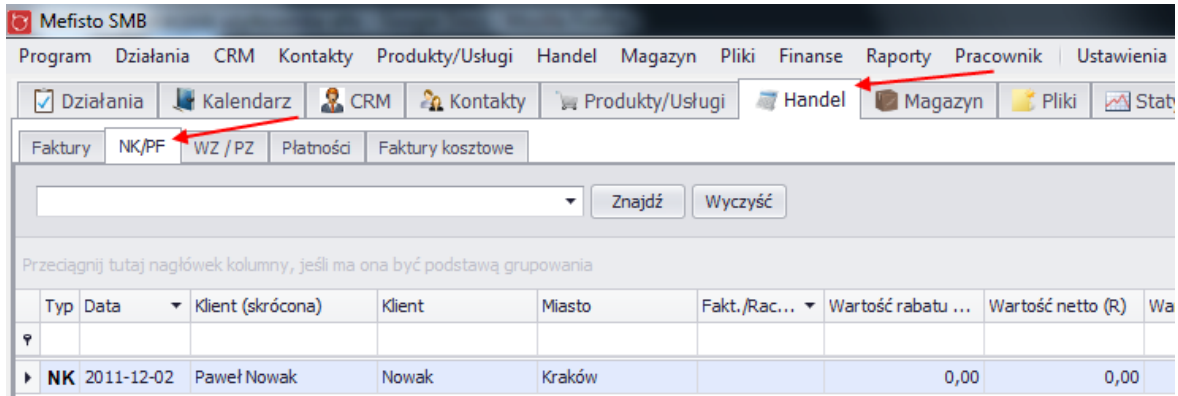 Mefisto SMB
Program Działania CRM Kontakty Produkty/Usługi Handel Magazyn Pliki Finanse Raporty Pracownik Ustawienia
Działania Kalendarz CRM Kontakty Produkty/Usługi Handel Magazyn Pliki Staty
Faktury NK/PF WZ / PZ Płatności Faktury kosztowe
Znajdź Wyczyść
Przeciągnij tutaj nagłówek kolumny, jeśli ma ona być podstawą grupowania
Typ Data Klient (skrócona) Klient Miasto Fakt./Rac... Wartość rabatu ... Wartość netto (R) Wa
NK 2011-12-02 Paweł Nowak Nowak Kraków 0,00 0,00